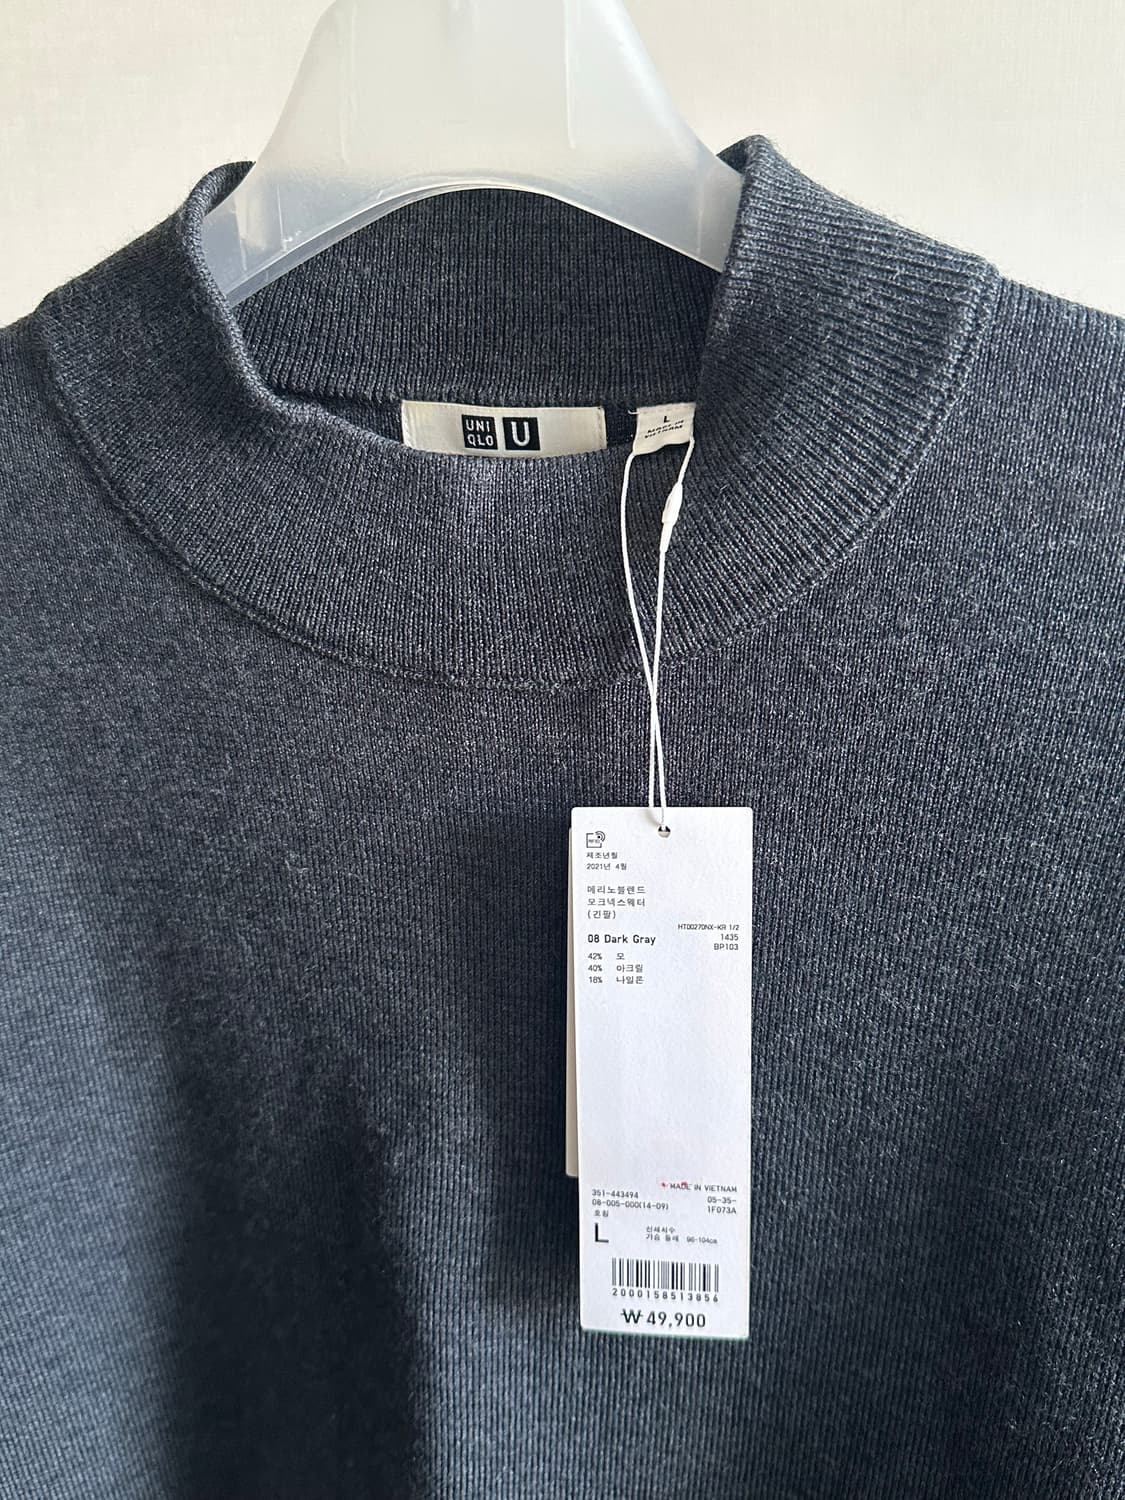 UNI
QLO
U
L
MADE IN
VIETNAM
제조년월
2021년 4월
메리노블렌드
모크넥스웨터
(긴팔)
HT00270NX-KR 1/2
08 Dark Gray
1435
BP103
42% 모
40% 아크릴
18% 나일론
MADE IN VIETNAM
351-443494
05-35-
08-005-000(14-09)
1F073A
호칭
L
신체치수
가슴 둘레 96-104cm
2000158513856
₩49,900